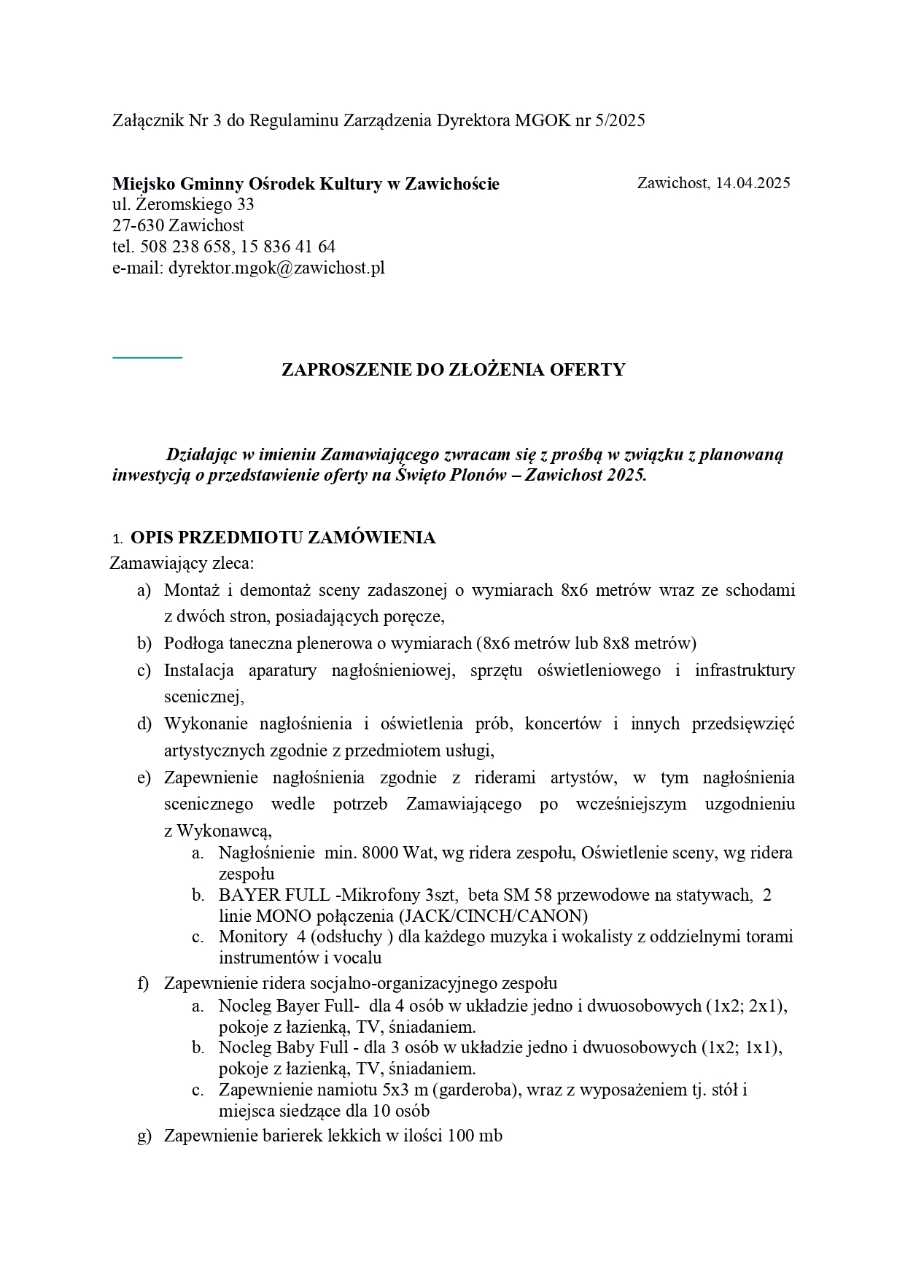 Załącznik Nr 3 do Regulaminu Zarządzenia Dyrektora MGOK nr 5/2025
Miejsko Gminny Ośrodek Kultury w Zawichoście
Zawichost, 14.04.2025
ul. Żeromskiego 33
27-630 Zawichost
tel. 508 238 658, 15 836 41 64
e-mail: dyrektor.mgok@zawichost.pl
ZAPROSZENIE DO ZŁOŻENIA OFERTY
Działając w imieniu Zamawiającego zwracam się z prośbą w związku z planowaną
inwestycją o przedstawienie oferty na Święto Plonów – Zawichost 2025.
1. OPIS PRZEDMIOTU ZAMÓWIENIA
Zamawiający zleca:
a) Montaż i demontaż sceny zadaszonej o wymiarach 8x6 metrów wraz ze schodami
z dwóch stron, posiadających poręcze,
b) Podłoga taneczna plenerowa o wymiarach (8x6 metrów lub 8x8 metrów)
c) Instalacja aparatury nagłośnieniowej, sprzętu oświetleniowego i infrastruktury
scenicznej,
d) Wykonanie nagłośnienia i oświetlenia prób, koncertów i innych przedsięwzięć
artystycznych zgodnie z przedmiotem usługi,
e) Zapewnienie nagłośnienia zgodnie z riderami artystów, w tym nagłośnienia
scenicznego wedle potrzeb Zamawiającego po wcześniejszym uzgodnieniu
z Wykonawcą,
a. Nagłośnienie min. 8000 Wat, wg ridera zespołu, Oświetlenie sceny, wg ridera
zespołu
b. BAYER FULL -Mikrofony 3szt, beta SM 58 przewodowe na statywach, 2
linie MONO połączenia (JACK/CINCH/CANON)
c. Monitory 4 (odsłuchy ) dla każdego muzyka i wokalisty z oddzielnymi torami
instrumentów i vocalu
f) Zapewnienie ridera socjalno-organizacyjnego zespołu
a. Nocleg Bayer Full- dla 4 osób w układzie jedno i dwuosobowych (1x2; 2x1),
pokoje z łazienką, TV, śniadaniem.
b. Nocleg Baby Full - dla 3 osób w układzie jedno i dwuosobowych (1x2; 1x1),
pokoje z łazienką, TV, śniadaniem.
c. Zapewnienie namiotu 5x3 m (garderoba), wraz z wyposażeniem tj. stół i
miejsca siedzące dla 10 osób
g) Zapewnienie barierek lekkich w ilości 100 mb